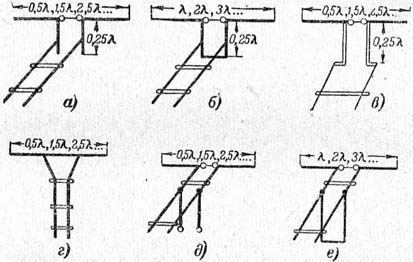 0,5λ, 1,5λ, 2,5λ...
0,25λ
а)
λ, 2λ, 3λ...
0,25λ
б)
0,5λ, 1,5λ, 2,5λ...
0,25λ
в)
0,5λ, 1,5λ, 2,5λ...
г)
0,5λ, 1,5λ, 2,5λ...
д)
λ, 2λ, 3λ...
е)